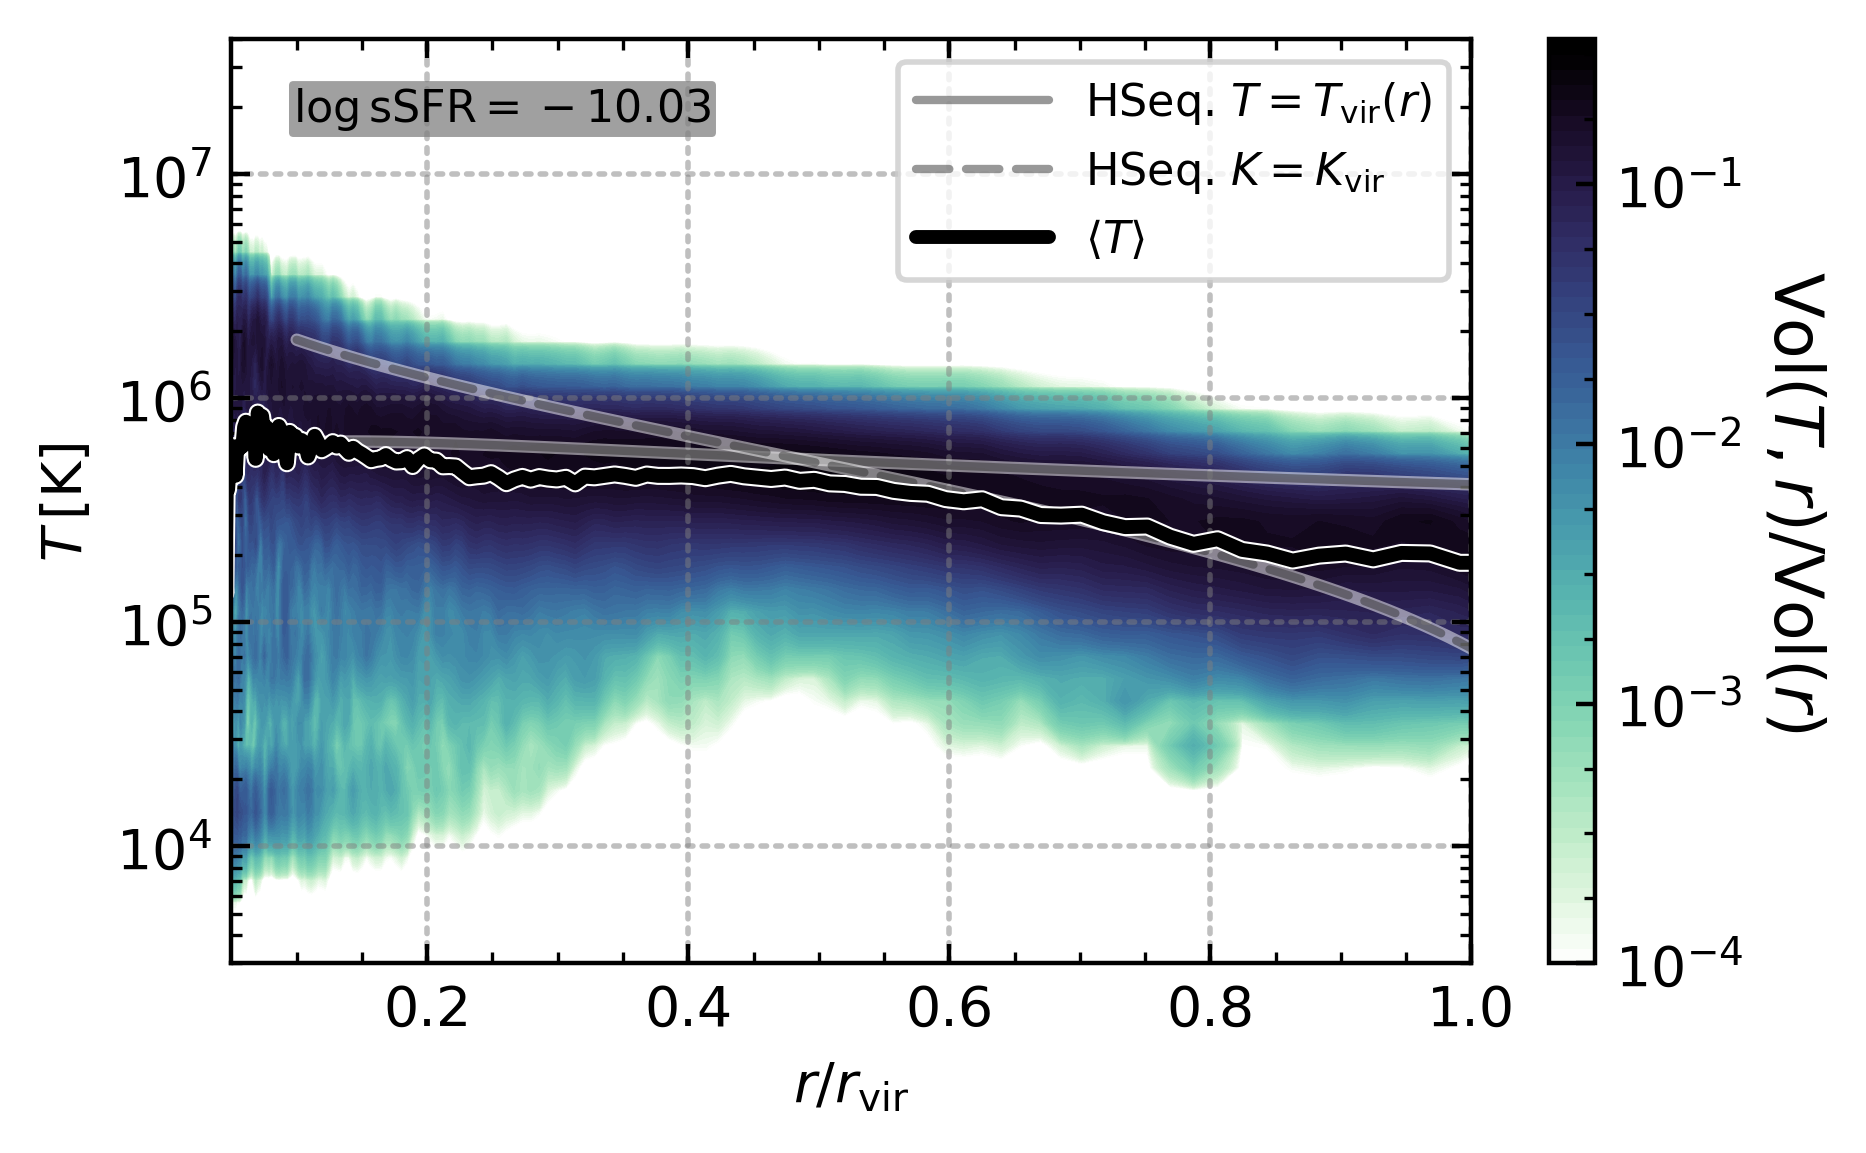 log sSFR = −10.03
HSeq. T = T_vir(r)
HSeq. K = K_vir
⟨T⟩
10^7
10^6
10^5
10^4
T [K]
0.2 0.4 0.6 0.8 1.0
r/r_vir
10^−1
10^−2
10^−3
10^−4
Vol(T, r)/Vol(r)